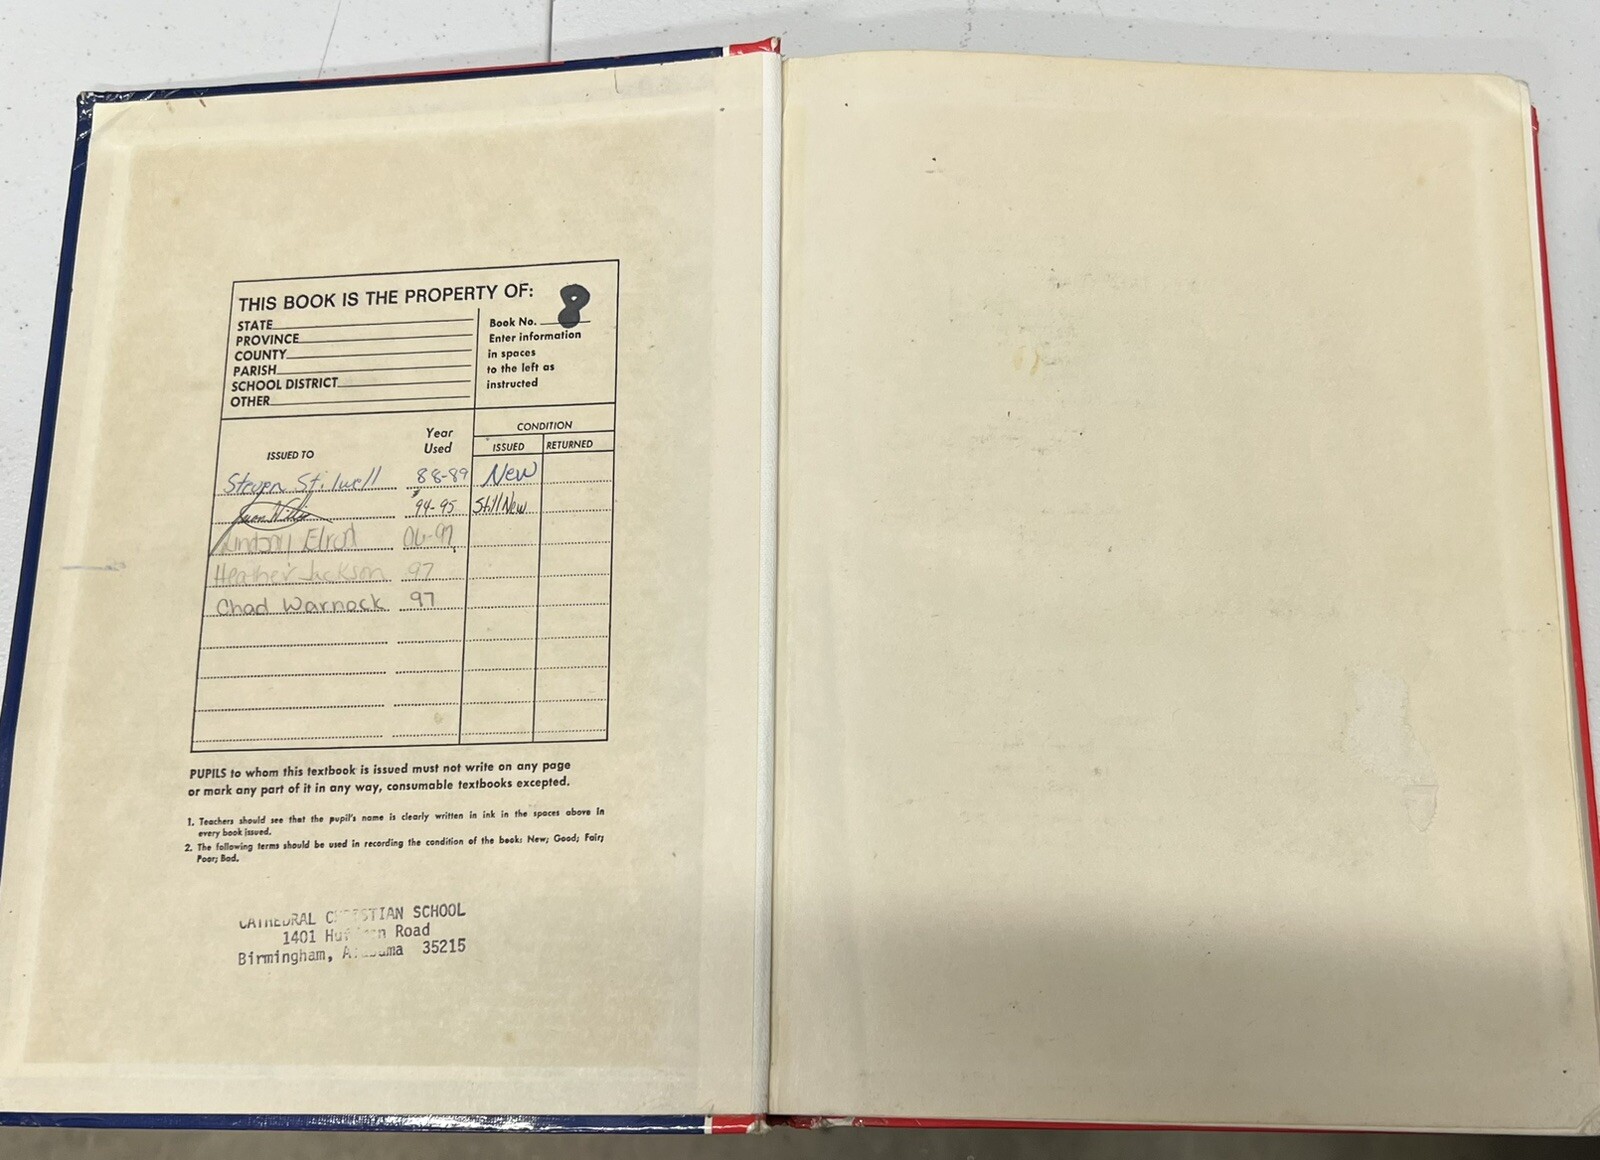 THIS BOOK IS THE PROPERTY OF:
STATE
PROVINCE
COUNTY
PARISH
SCHOOL DISTRICT
OTHER
Book No. 8
Enter information
in spaces
to the left as
instructed
ISSUED TO
Year
Used
CONDITION
ISSUED
RETURNED
Steven Stilwell 88-89 New
94-95 Still New
Elrod
Heather Jackson 97
Chad Warnock 97
PUPILS to whom this textbook is issued must not write on any page
or mark any part of it in any way, consumable textbooks excepted.
1. Teachers should see that the pupil's name is clearly written in ink in the spaces above in
every book issued.
2. The following terms should be used in recording the condition of the book: New; Good; Fair;
Poor; Bad.
CATHEDRAL CHRISTIAN SCHOOL
1401 Road
Birmingham, Alabama 35215